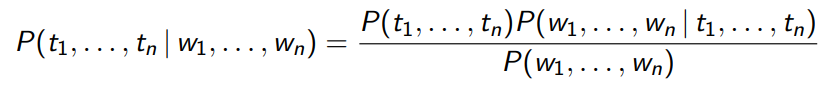 P(t₁, . . . , tₙ | w₁, . . . , wₙ) = P(t₁, . . . , tₙ)P(w₁, . . . , wₙ | t₁, . . . , tₙ) / P(w₁, . . . , wₙ)